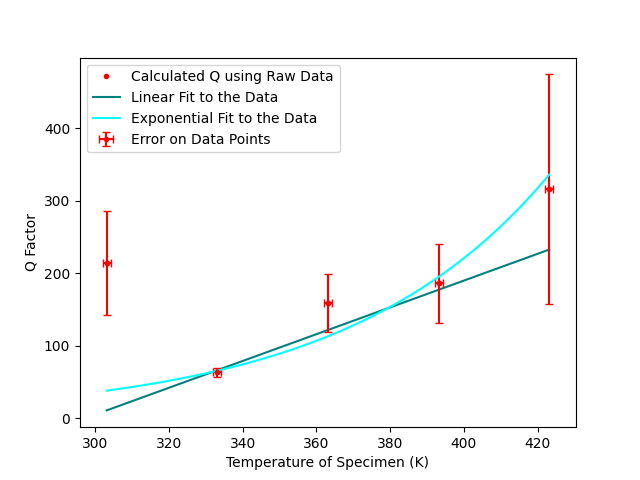 Calculated Q using Raw Data
Linear Fit to the Data
Exponential Fit to the Data
Error on Data Points
400
300
200
100
0
Q Factor
300 320 340 360 380 400 420
Temperature of Specimen (K)